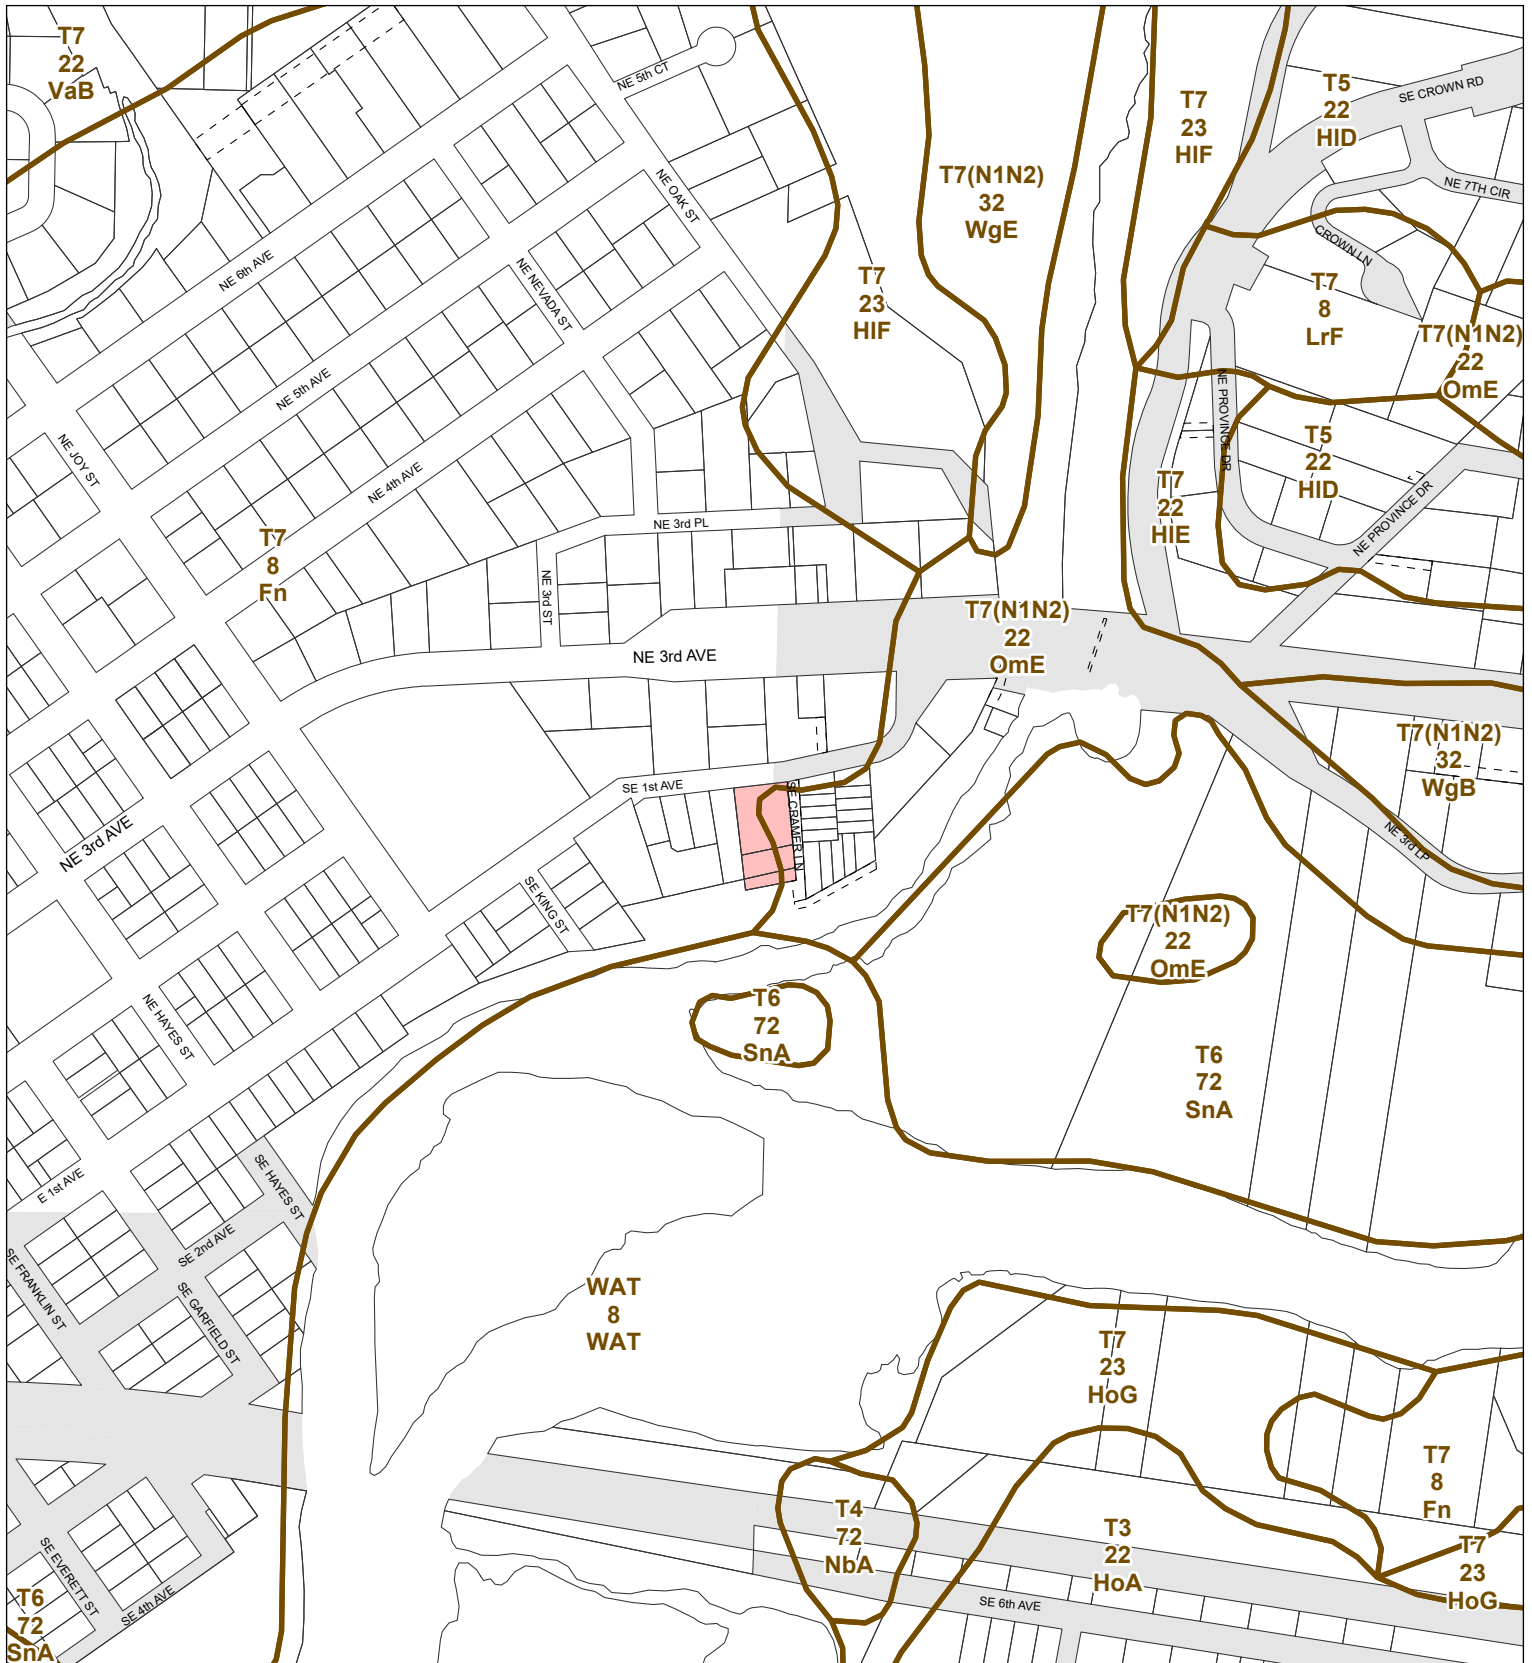 T7
22
VaB
NE 5th CT
T7
23
HIF
T5
22
HID
SE CROWN RD
NE 7TH CIR
CROWN LN
T7(N1N2)
32
WgE
NE OAK ST
NE 6th AVE
NE NEVADA ST
T7
23
HIF
T7
8
LrF
T7(N1N2)
22
OmE
NE 5th AVE
NE PROVINCE DR
NE JOY ST
NE 4th AVE
T5
22
HID
T7
22
HIE
NE PROVINCE DR
NE 3rd PL
T7
8
Fn
NE 3rd ST
T7(N1N2)
22
OmE
NE 3rd AVE
T7(N1N2)
32
WgB
SE 1st AVE
SE CRAMER LN
NE 3rd AVE
NE 3rd LP
SE KING ST
T7(N1N2)
22
OmE
T6
72
SnA
NE HAYES ST
T6
72
SnA
E 1st AVE
SE HAYES ST
SE 2nd AVE
SE FRANKLIN ST
SE GARFIELD ST
WAT
8
WAT
T7
23
HoG
T7
8
Fn
T4
72
NbA
T3
22
HoA
T7
23
HoG
SE EVERETT ST
SE 4th AVE
SE 6th AVE
T6
72
SnA